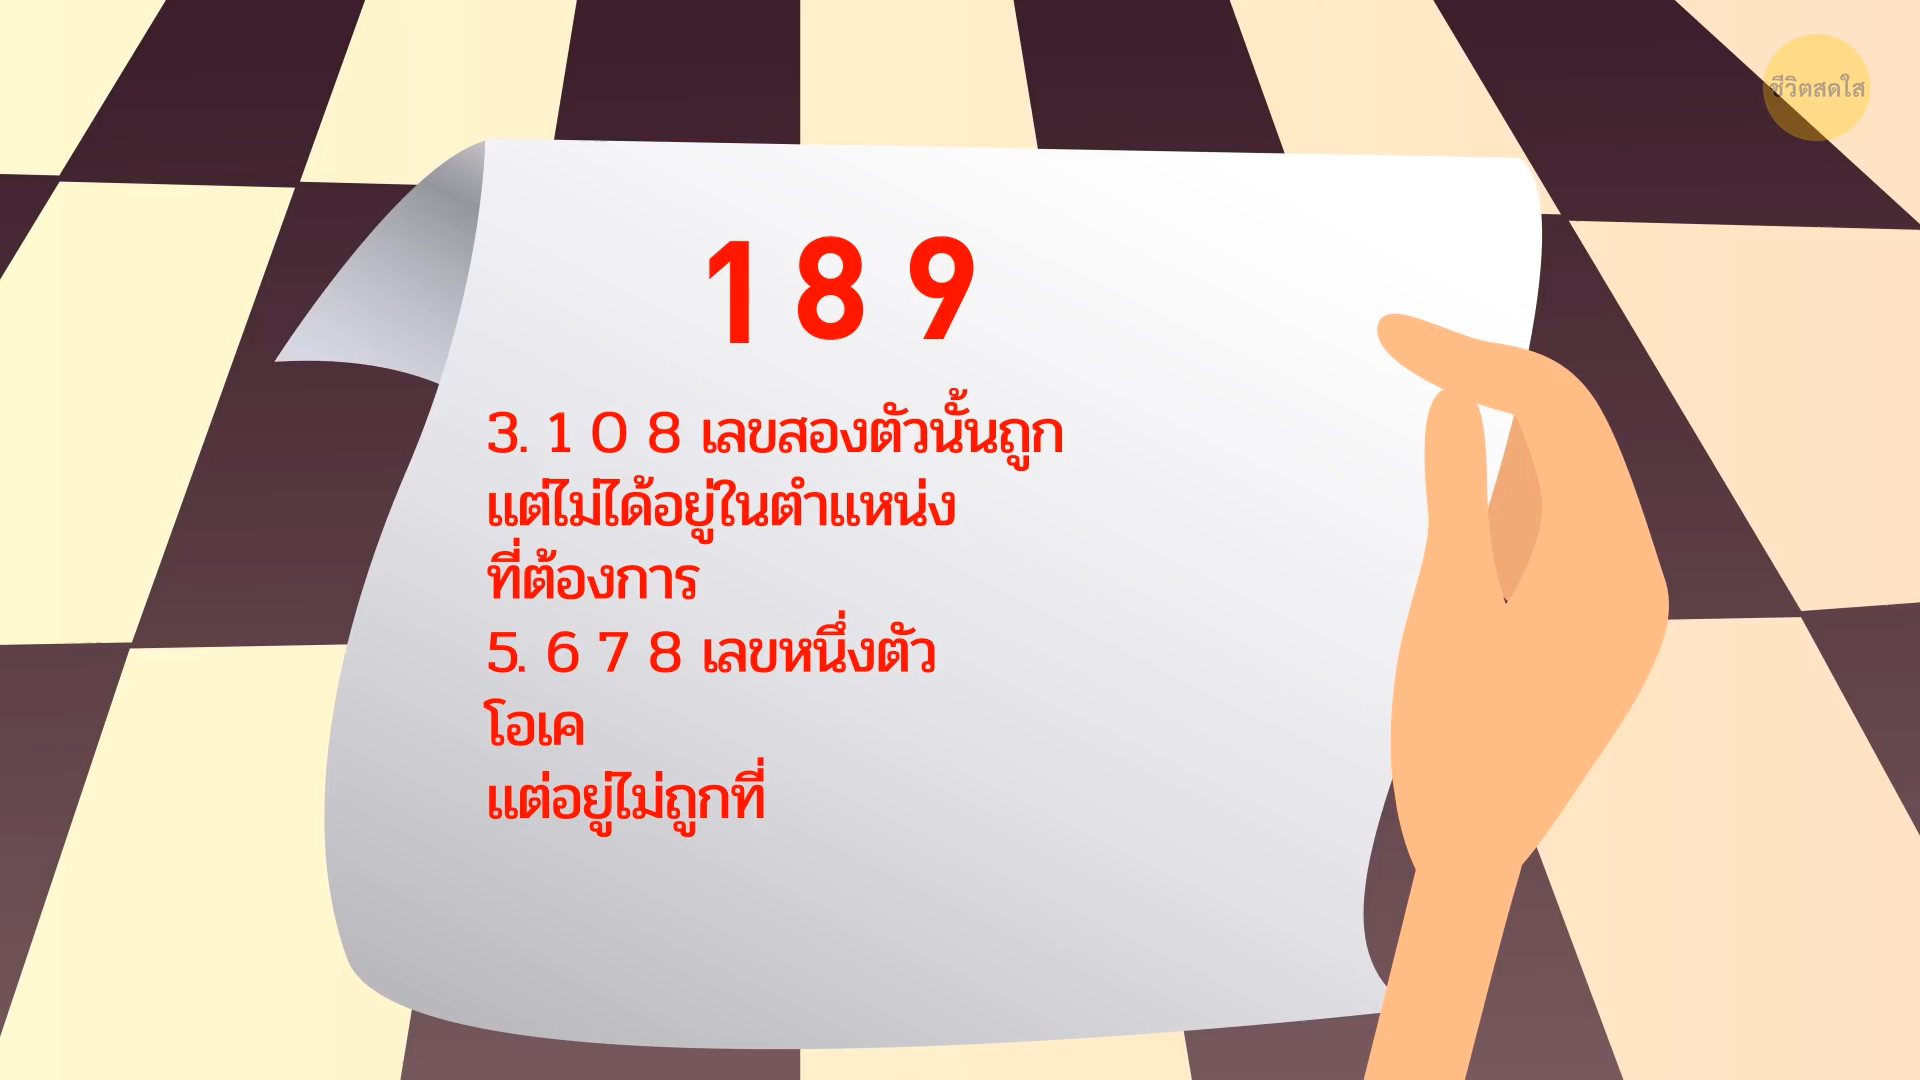 ชีวิตสดใส
1 8 9
3. 1 0 8 เลขสองตัวนั้นถูก
แต่ไม่ได้อยู่ในตำแหน่ง
ที่ต้องการ
5. 6 7 8 เลขหนึ่งตัว
โอเค
แต่อยู่ไม่ถูกที่